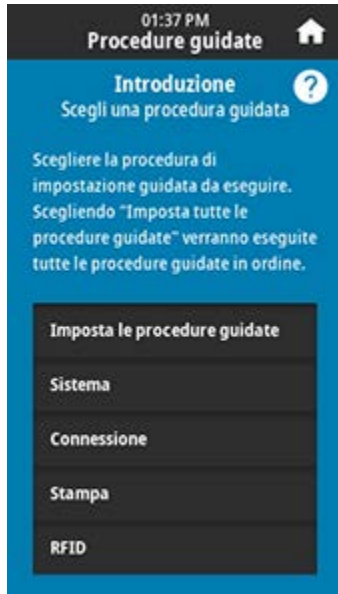 01:37 PM
Procedure guidate
Introduzione
?
Scegli una procedura guidata
Scegliere la procedura di
impostazione guidata da eseguire.
Scegliendo "Imposta tutte le
procedure guidate" verranno eseguite
tutte le procedure guidate in ordine.
Imposta le procedure guidate
Sistema
Connessione
Stampa
RFID